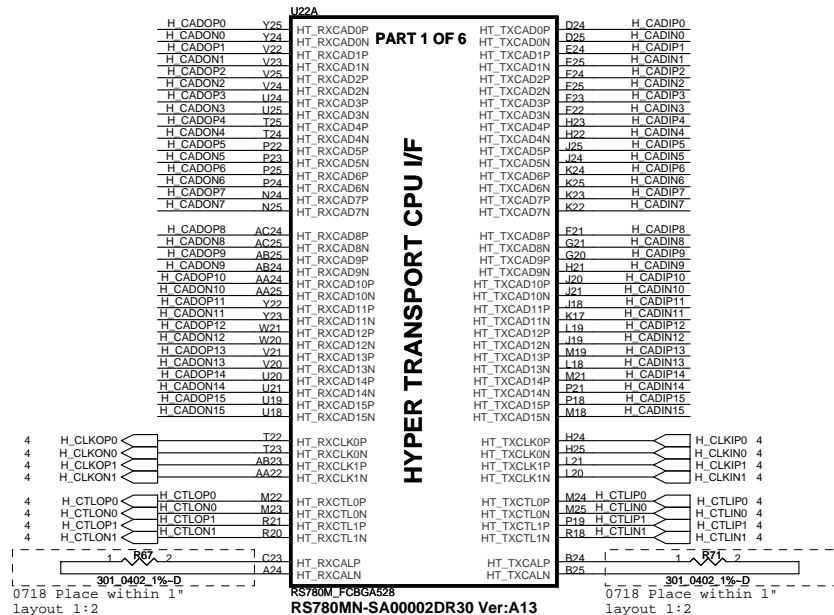 U22A
PART 1 OF 6
HYPER TRANSPORT CPU I/F
H_CADOP0 Y25 HT_RXCAD0P HT_TXCAD0P D24 H_CADIP0
H_CADON0 Y24 HT_RXCAD0N HT_TXCAD0N D25 H_CADIN0
H_CADOP1 V22 HT_RXCAD1P HT_TXCAD1P E24 H_CADIP1
H_CADON1 V23 HT_RXCAD1N HT_TXCAD1N E25 H_CADIN1
H_CADOP2 V25 HT_RXCAD2P HT_TXCAD2P F24 H_CADIP2
H_CADON2 V24 HT_RXCAD2N HT_TXCAD2N F25 H_CADIN2
H_CADOP3 U24 HT_RXCAD3P HT_TXCAD3P F23 H_CADIP3
H_CADON3 U25 HT_RXCAD3N HT_TXCAD3N F22 H_CADIN3
H_CADOP4 T25 HT_RXCAD4P HT_TXCAD4P H23 H_CADIP4
H_CADON4 T24 HT_RXCAD4N HT_TXCAD4N H22 H_CADIN4
H_CADOP5 P22 HT_RXCAD5P HT_TXCAD5P J25 H_CADIP5
H_CADON5 P23 HT_RXCAD5N HT_TXCAD5N J24 H_CADIN5
H_CADOP6 P25 HT_RXCAD6P HT_TXCAD6P K24 H_CADIP6
H_CADON6 P24 HT_RXCAD6N HT_TXCAD6N K25 H_CADIN6
H_CADOP7 N24 HT_RXCAD7P HT_TXCAD7P K23 H_CADIP7
H_CADON7 N25 HT_RXCAD7N HT_TXCAD7N K22 H_CADIN7
H_CADOP8 AC24 HT_RXCAD8P HT_TXCAD8P F21 H_CADIP8
H_CADON8 AC25 HT_RXCAD8N HT_TXCAD8N G21 H_CADIN8
H_CADOP9 AB25 HT_RXCAD9P HT_TXCAD9P G20 H_CADIP9
H_CADON9 AB24 HT_RXCAD9N HT_TXCAD9N H21 H_CADIN9
H_CADOP10 AA24 HT_RXCAD10P HT_TXCAD10P J20 H_CADIP10
H_CADON10 AA25 HT_RXCAD10N HT_TXCAD10N J21 H_CADIN10
H_CADOP11 Y22 HT_RXCAD11P HT_TXCAD11P J18 H_CADIP11
H_CADON11 Y23 HT_RXCAD11N HT_TXCAD11N K17 H_CADIN11
H_CADOP12 W21 HT_RXCAD12P HT_TXCAD12P L19 H_CADIP12
H_CADON12 W20 HT_RXCAD12N HT_TXCAD12N J19 H_CADIN12
H_CADOP13 V21 HT_RXCAD13P HT_TXCAD13P M19 H_CADIP13
H_CADON13 V20 HT_RXCAD13N HT_TXCAD13N L18 H_CADIN13
H_CADOP14 U20 HT_RXCAD14P HT_TXCAD14P M21 H_CADIP14
H_CADON14 U21 HT_RXCAD14N HT_TXCAD14N P21 H_CADIN14
H_CADOP15 U19 HT_RXCAD15P HT_TXCAD15P P18 H_CADIP15
H_CADON15 U18 HT_RXCAD15N HT_TXCAD15N M18 H_CADIN15
4 H_CLKOP0 T22 HT_RXCLK0P HT_TXCLK0P H24 H_CLKIP0 4
4 H_CLKON0 T23 HT_RXCLK0N HT_TXCLK0N H25 H_CLKIN0 4
4 H_CLKOP1 AB23 HT_RXCLK1P HT_TXCLK1P L21 H_CLKIP1 4
4 H_CLKON1 AA22 HT_RXCLK1N HT_TXCLK1N L20 H_CLKIN1 4
4 H_CTLOP0 H_CTLOP0 M22 HT_RXCTL0P HT_TXCTL0P M24 H_CTLIP0 H_CTLIP0 4
4 H_CTLON0 H_CTLON0 M23 HT_RXCTL0N HT_TXCTL0N M25 H_CTLIN0 H_CTLIN0 4
4 H_CTLOP1 H_CTLOP1 R21 HT_RXCTL1P HT_TXCTL1P P19 H_CTLIP1 H_CTLIP1 4
4 H_CTLON1 H_CTLON1 R20 HT_RXCTL1N HT_TXCTL1N R18 H_CTLIN1 H_CTLIN1 4
1 R67 2 C23 HT_RXCALP HT_TXCALP B24 1 R71 2
301_0402_1%~D A24 HT_RXCALN HT_TXCALN B25 301_0402_1%~D
RS780M_FCBGA528
RS780MN-SA00002DR30 Ver:A13
0718 Place within 1"
layout 1:2
0718 Place within 1"
layout 1:2